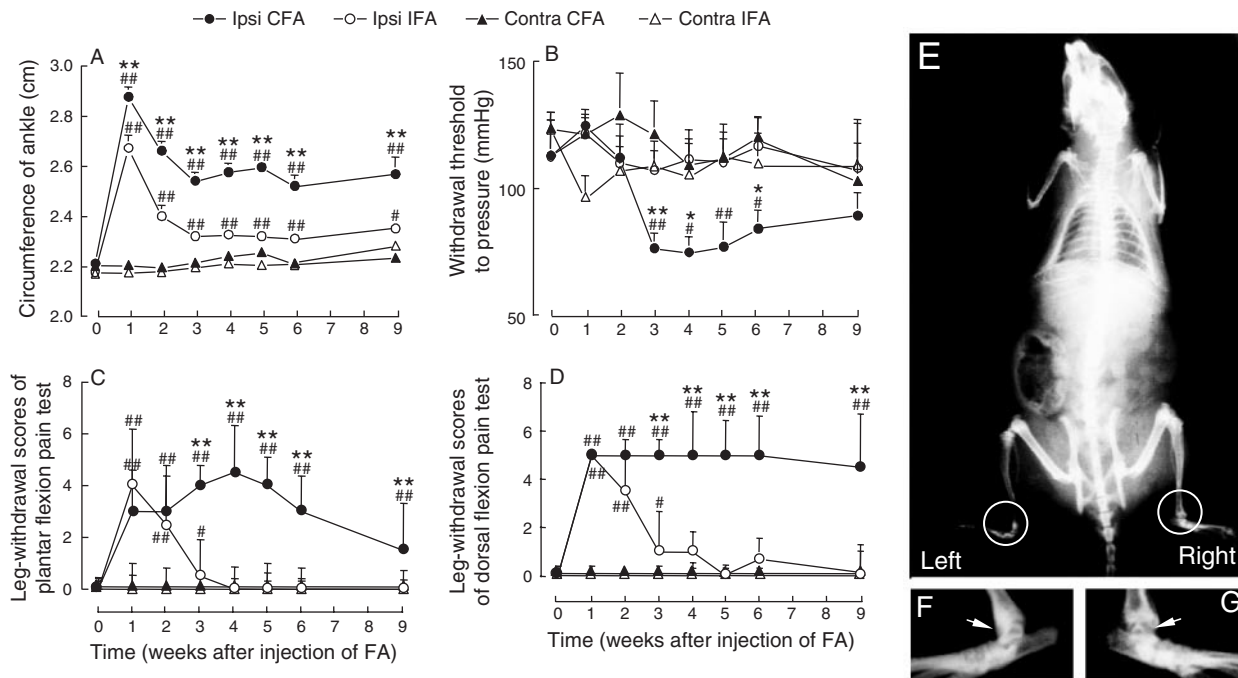 Ipsi CFA Ipsi IFA Contra CFA Contra IFA
A
Circumference of ankle (cm)
3.0
2.8
2.6
2.4
2.2
2.0
** ** ** ** ** ** **
## ## ## ## ## ## ##
## ## ## ## ## ## #
0 1 2 3 4 5 6 7 8 9
B
Withdrawal threshold
to pressure (mmHg)
150
100
50
** * *
## # ## #
0 1 2 3 4 5 6 7 8 9
C
Leg-withdrawal scores of
plantar flexion pain test
8
6
4
2
0
** ** ** ** **
## ## ## ## ## ## ##
## ## #
0 1 2 3 4 5 6 7 8 9
Time (weeks after injection of FA)
D
Leg-withdrawal scores
of dorsal flexion pain test
8
6
4
2
0
** ** ** ** **
## ## ## ## ## ## ##
## ## #
0 1 2 3 4 5 6 7 8 9
Time (weeks after injection of FA)
E
Left
Right
F
G